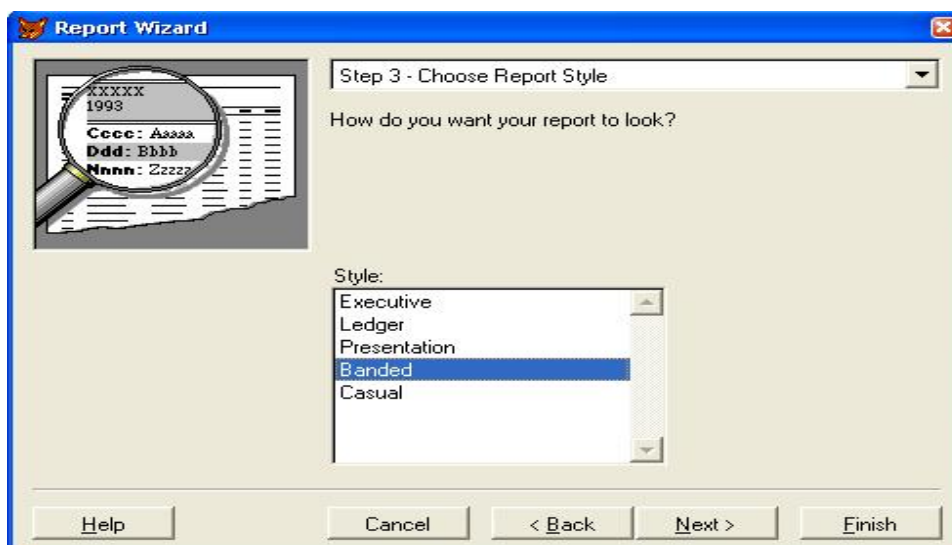 Report Wizard
XXXXX
1993
Cccc: Aaaaa
Ddd: Bbbb
Nnnn: Zzzzz
Step 3 - Choose Report Style
How do you want your report to look?
Style:
Executive
Ledger
Presentation
Banded
Casual
Help
Cancel
< Back
Next >
Finish